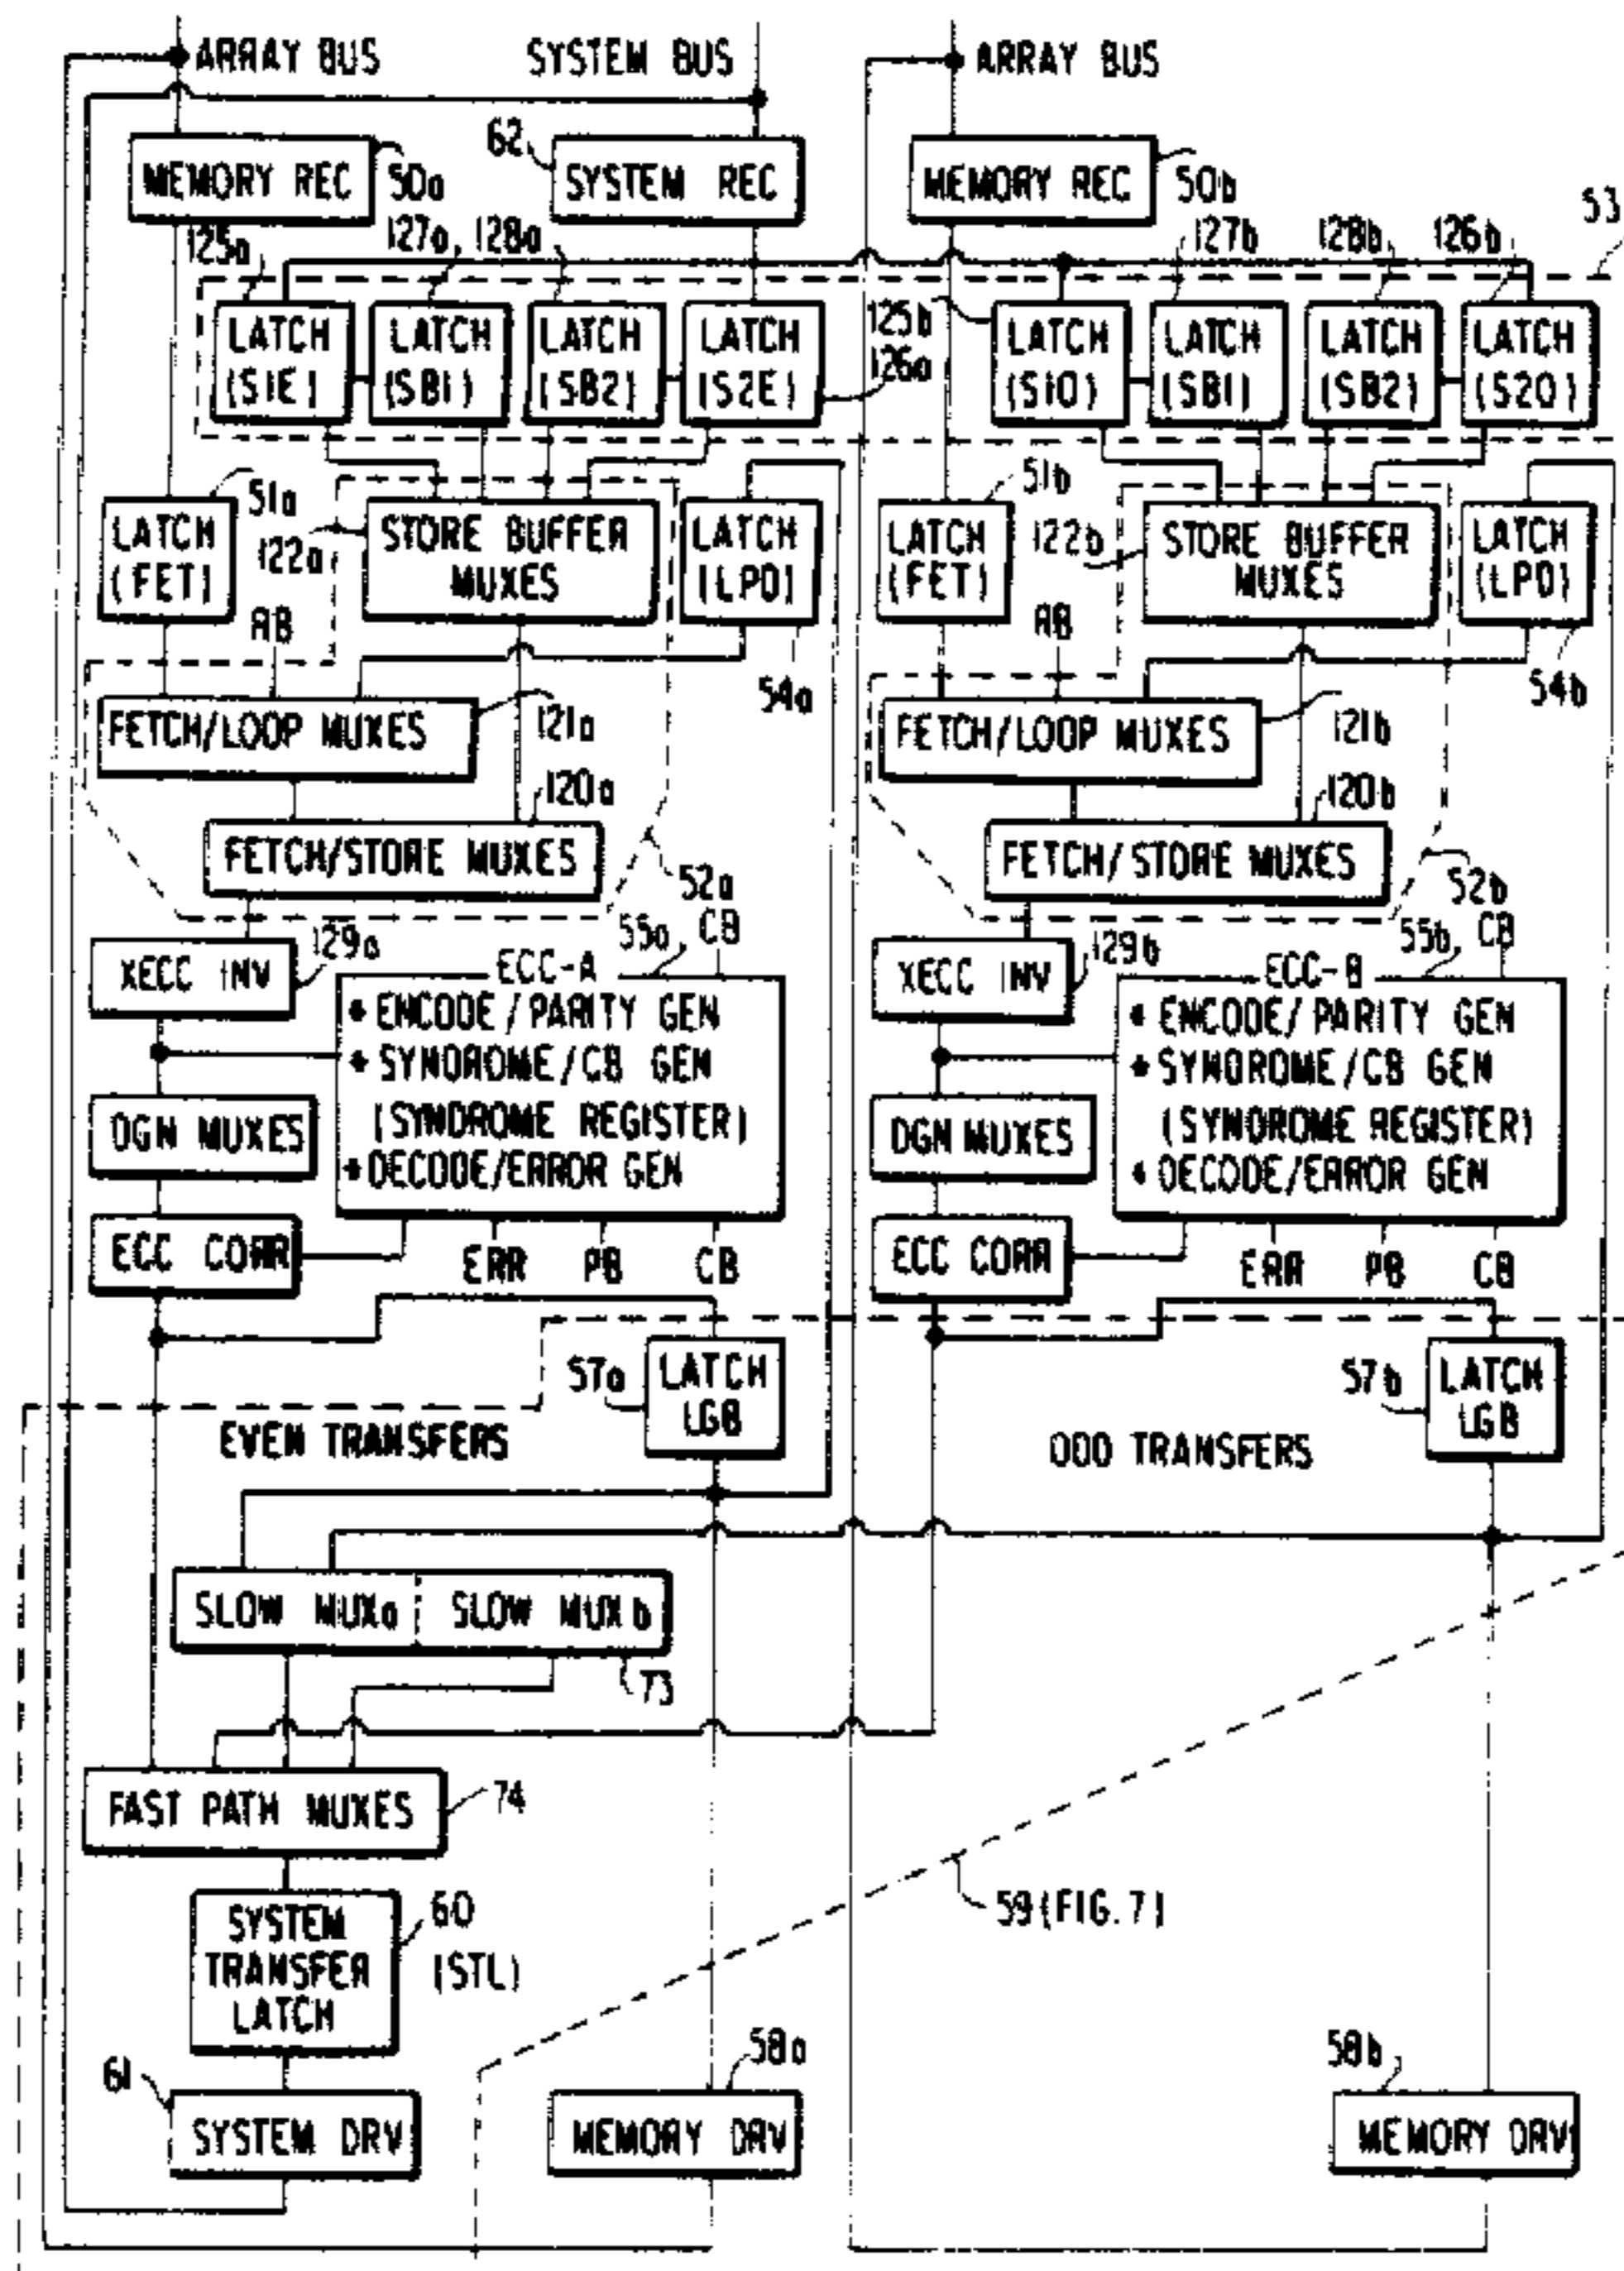 ARRAY BUS
SYSTEM BUS
ARRAY BUS
MEMORY REC
50a
62
SYSTEM REC
MEMORY REC
50b
53
125a
127a, 128a
127b
128b
126b
LATCH
(S1E)
LATCH
(SB1)
LATCH
(SB2)
LATCH
(S2E)
125b
126a
LATCH
(S1O)
LATCH
(SB1)
LATCH
(SB2)
LATCH
(S2O)
51a
LATCH
(FET)
122a
STORE BUFFER
MUXES
LATCH
(LPD)
54a
51b
LATCH
(FET)
122b
STORE BUFFER
MUXES
LATCH
(LPD)
54b
RB
RB
FETCH/LOOP MUXES
121a
FETCH/LOOP MUXES
121b
120a
FETCH/STORE MUXES
52a
120b
FETCH/STORE MUXES
52b
XECC INV
129a
ECC-A
55a, CB
* ENCODE/PARITY GEN
* SYNDROME/CB GEN
(SYNDROME REGISTER)
* DECODE/ERROR GEN
XECC INV
129b
ECC-B
55b, CB
* ENCODE/PARITY GEN
* SYNDROME/CB GEN
(SYNDROME REGISTER)
* DECODE/ERROR GEN
DGN MUXES
DGN MUXES
ECC CORR
ERR
PB
CB
ECC CORR
ERR
PB
CB
57a
LATCH
LGB
57b
LATCH
LGB
EVEN TRANSFERS
ODD TRANSFERS
SLOW MUXa
SLOW MUXb
73
FAST PATH MUXES
74
SYSTEM
TRANSFER
LATCH
60
(STL)
59 (FIG. 7)
61
SYSTEM DRV
58a
MEMORY DRV
58b
MEMORY DRV